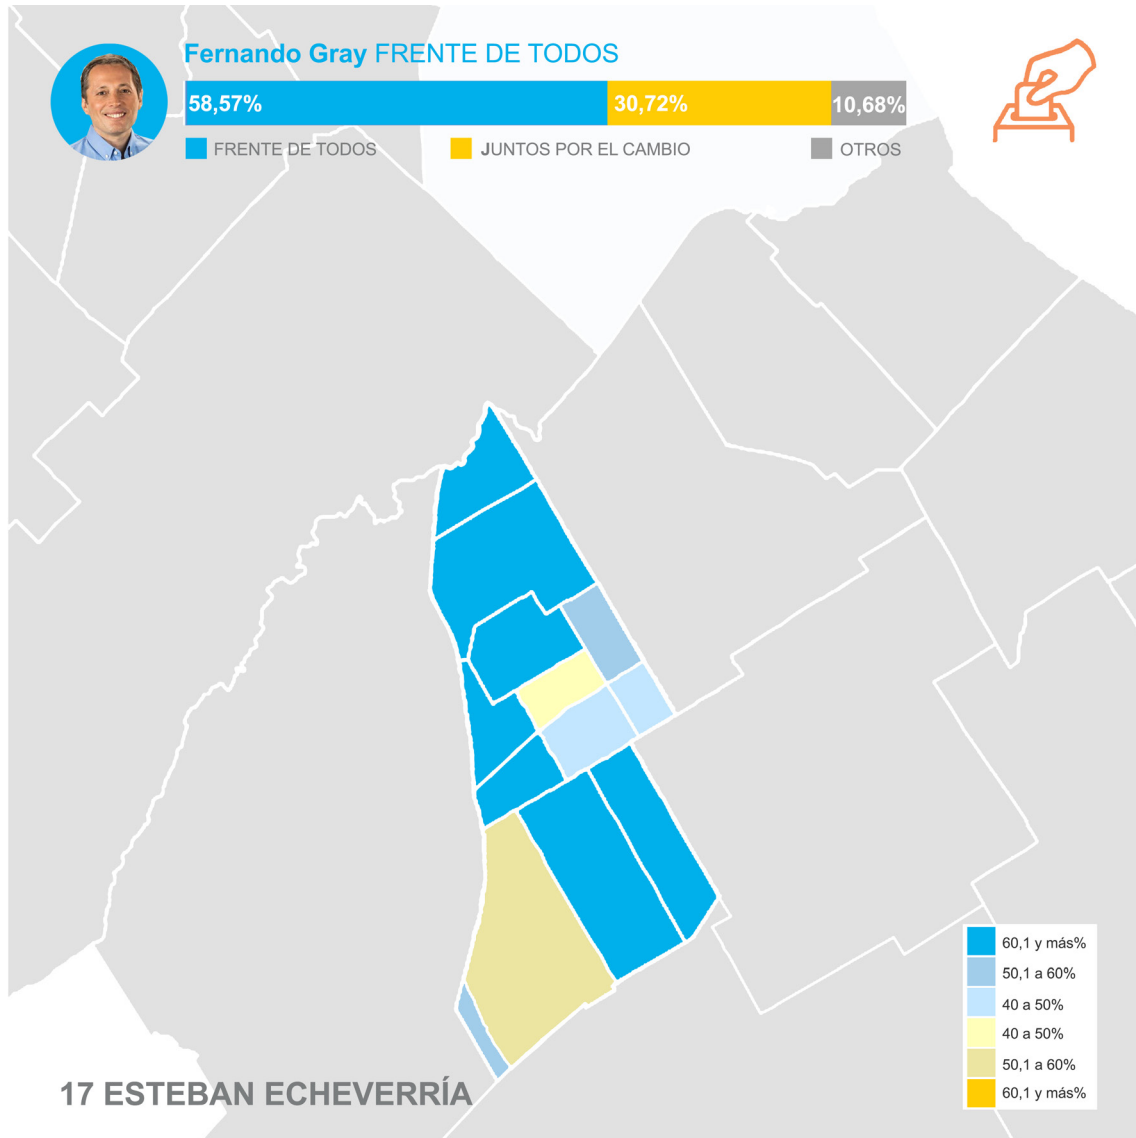 Fernando Gray FRENTE DE TODOS
58,57% 30,72% 10,68%
FRENTE DE TODOS JUNTOS POR EL CAMBIO OTROS
60,1 y más%
50,1 a 60%
40 a 50%
40 a 50%
50,1 a 60%
60,1 y más%
17 ESTEBAN ECHEVERRÍA